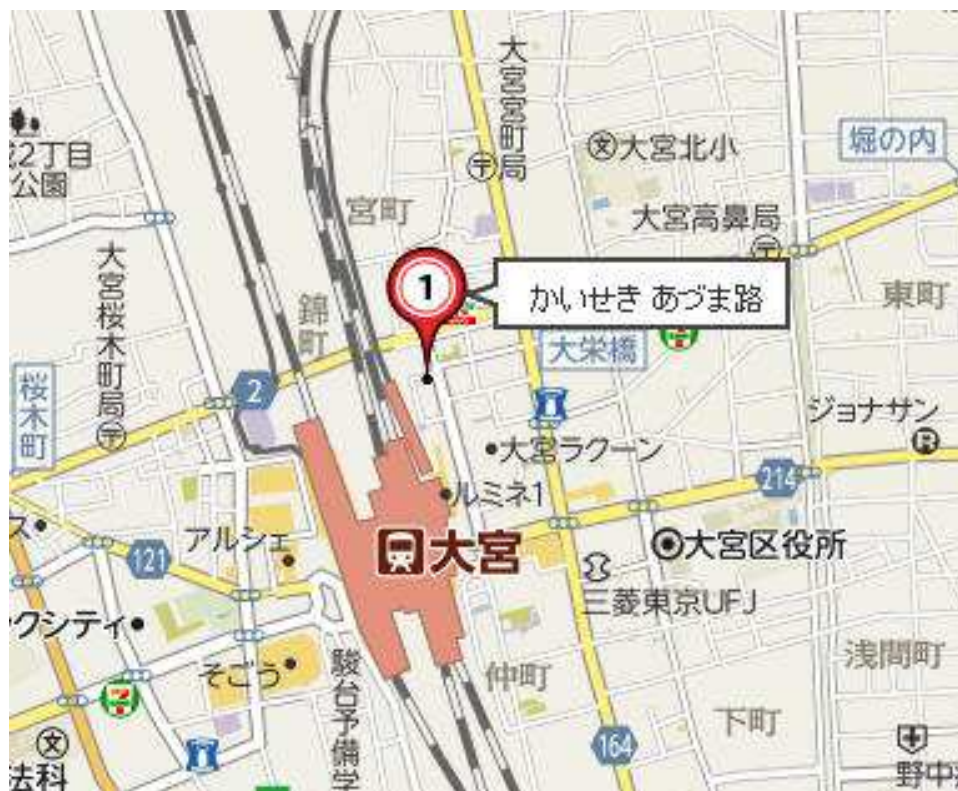 大宮宮町局
大宮北小
堀の内
2丁目
公園
宮町
大宮高鼻局
大宮桜木町局
1
かいせき あづま路
東町
錦町
大栄橋
桜木町
2
ジョナサン
大宮ラクーン
214
ルミネ1
ス
アルシェ
大宮
大宮区役所
121
三菱東京UFJ
クシティ
浅間町
そごう
駿台予備学
仲町
下町
164
文
法科
野中